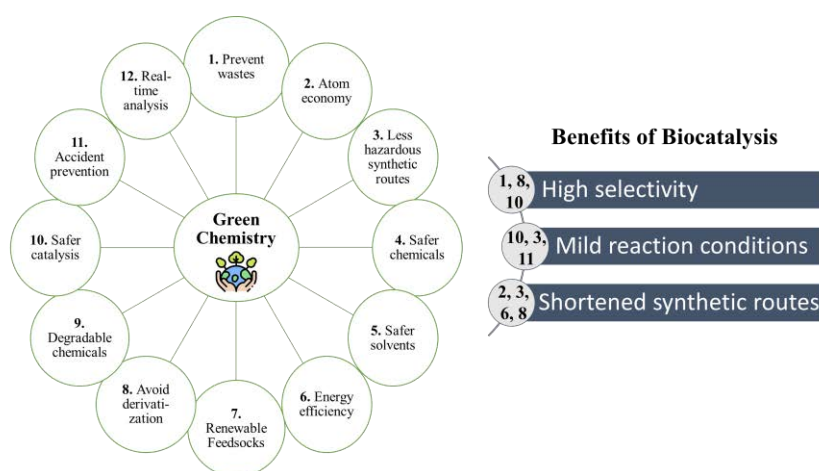 1. Prevent
wastes
2. Atom
economy
3. Less
hazardous
synthetic
routes
4. Safer
chemicals
5. Safer
solvents
6. Energy
efficiency
7.
Renewable
Feedsocks
8. Avoid
derivati-
zation
9.
Degradable
chemicals
10. Safer
catalysis
11.
Accident
prevention
12. Real-
time
analysis
Green
Chemistry
Benefits of Biocatalysis
1, 8,
10
High selectivity
10, 3,
11
Mild reaction conditions
2, 3,
6, 8
Shortened synthetic routes